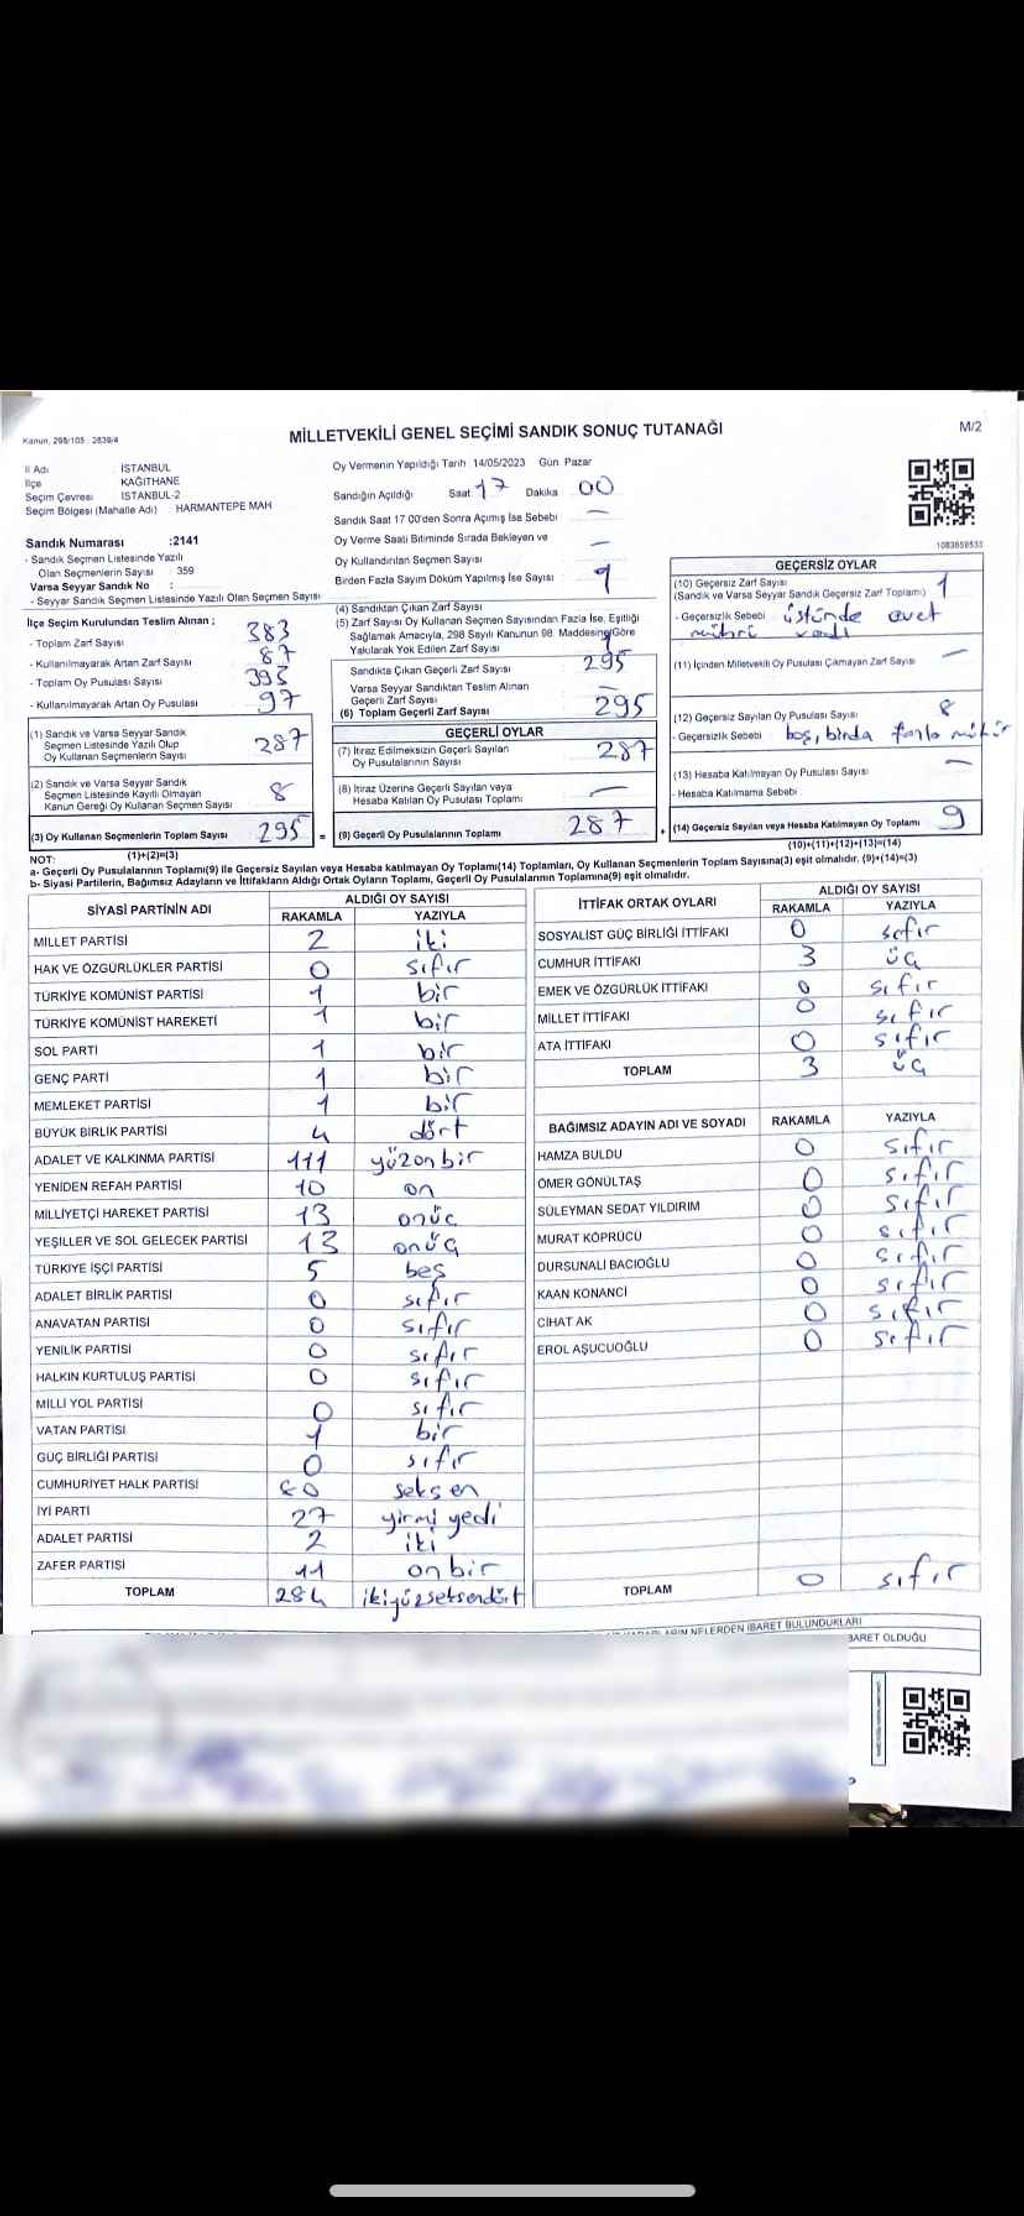 Kanun, 298/105 : 2839/4
MİLLETVEKİLİ GENEL SEÇİMİ SANDIK SONUÇ TUTANAĞI
M/2
İl Adı : İSTANBUL
İlçe : KAĞITHANE
Seçim Çevresi : İSTANBUL-2
Seçim Bölgesi (Mahalle Adı) : HARMANTEPE MAH
Sandık Numarası :2141
- Sandık Seçmen Listesinde Yazılı
Olan Seçmenlerin Sayısı : 359
Varsa Seyyar Sandık No :
- Seyyar Sandık Seçmen Listesinde Yazılı Olan Seçmen Sayısı
Oy Vermenin Yapıldığı Tarih 14/05/2023 Gün Pazar
Sandığın Açıldığı Saat 17 Dakika 00
Sandık Saat 17 00'den Sonra Açımış İse Sebebi —
Oy Verme Saati Bitiminde Sırada Bekleyen ve
Oy Kullandırılan Seçmen Sayısı —
Birden Fazla Sayım Döküm Yapılmış İse Sayısı
1083658533
İlçe Seçim Kurulundan Teslim Alınan ;
- Toplam Zarf Sayısı 383
- Kullanılmayarak Artan Zarf Sayısı 87
- Toplam Oy Pusulası Sayısı 393
- Kullanılmayarak Artan Oy Pusulası 97
(1) Sandık ve Varsa Seyyar Sandık
Seçmen Listesinde Yazılı Olup
Oy Kullanan Seçmenlerin Sayısı 287
(2) Sandık ve Varsa Seyyar Sandık
Seçmen Listesinde Kayıtlı Olmayan
Kanun Gereği Oy Kullanan Seçmen Sayısı 8
(3) Oy Kullanan Seçmenlerin Toplam Sayısı 295 =
(1)+(2)=(3)
(4) Sandıktan Çıkan Zarf Sayısı
(5) Zarf Sayısı Oy Kullanan Seçmen Sayısından Fazla İse, Eşitliği
Sağlamak Amacıyla, 298 Sayılı Kanunun 98. Maddesine Göre
Yakılarak Yok Edilen Zarf Sayısı
Sandıkta Çıkan Geçerli Zarf Sayısı 295
Varsa Seyyar Sandıktan Teslim Alınan
Geçerli Zarf Sayısı —
(6) Toplam Geçerli Zarf Sayısı 295
GEÇERLİ OYLAR
(7) İtiraz Edilmeksizin Geçerli Sayılan
Oy Pusulalarının Sayısı 287
(8) İtiraz Üzerine Geçerli Sayılan veya
Hesaba Katılan Oy Pusulası Toplamı —
(9) Geçerli Oy Pusulalarının Toplamı 287 +
GEÇERSİZ OYLAR
(10) Geçersiz Zarf Sayısı
(Sandık ve Varsa Seyyar Sandık Geçersiz Zarf Toplamı) 1
- Geçersizlik Sebebi üstünde evet
mührü vardı
(11) İçinden Milletvekili Oy Pusulası Çıkmayan Zarf Sayısı —
(12) Geçersiz Sayılan Oy Pusulası Sayısı 8
- Geçersizlik Sebebi boş, birda fazla mühür
(13) Hesaba Katılmayan Oy Pusulası Sayısı —
- Hesaba Katılmama Sebebi
(14) Geçersiz Sayılan veya Hesaba Katılmayan Oy Toplamı 9
(10)+(11)+(12)+(13)=(14)
NOT:
a- Geçerli Oy Pusulalarının Toplamı(9) ile Geçersiz Sayılan veya Hesaba katılmayan Oy Toplamı(14) Toplamları, Oy Kullanan Seçmenlerin Toplam Sayısına(3) eşit olmalıdır. (9)+(14)=(3)
b- Siyasi Partilerin, Bağımsız Adayların ve İttifakların Aldığı Ortak Oyların Toplamı, Geçerli Oy Pusulalarının Toplamına(9) eşit olmalıdır.
SİYASİ PARTİNİN ADI ALDIĞI OY SAYISI
RAKAMLA YAZIYLA
MİLLET PARTİSİ 2 iki
HAK VE ÖZGÜRLÜKLER PARTİSİ 0 sıfır
TÜRKİYE KOMÜNİST PARTİSİ 1 bir
TÜRKİYE KOMÜNİST HAREKETİ 1 bir
SOL PARTİ 1 bir
GENÇ PARTİ 1 bir
MEMLEKET PARTİSİ 1 bir
BÜYÜK BİRLİK PARTİSİ 4 dört
ADALET VE KALKINMA PARTİSİ 111 yüzonbir
YENİDEN REFAH PARTİSİ 10 on
MİLLİYETÇİ HAREKET PARTİSİ 13 onüç
YEŞİLLER VE SOL GELECEK PARTİSİ 13 onüç
TÜRKİYE İŞÇİ PARTİSİ 5 beş
ADALET BİRLİK PARTİSİ 0 sıfır
ANAVATAN PARTİSİ 0 sıfır
YENİLİK PARTİSİ 0 sıfır
HALKIN KURTULUŞ PARTİSİ 0 sıfır
MİLLİ YOL PARTİSİ 0 sıfır
VATAN PARTİSİ 1 bir
GÜÇ BİRLİĞİ PARTİSİ 0 sıfır
CUMHURİYET HALK PARTİSİ 80 seksen
İYİ PARTİ 27 yirmi yedi
ADALET PARTİSİ 2 iki
ZAFER PARTİSİ 11 onbir
TOPLAM 284 ikiyüzseksendört
İTTİFAK ORTAK OYLARI ALDIĞI OY SAYISI
RAKAMLA YAZIYLA
SOSYALİST GÜÇ BİRLİĞİ İTTİFAKI 0 sıfır
CUMHUR İTTİFAKI 3 üç
EMEK VE ÖZGÜRLÜK İTTİFAKI 0 sıfır
MİLLET İTTİFAKI 0 sıfır
ATA İTTİFAKI 0 sıfır
TOPLAM 3 üç
BAĞIMSIZ ADAYIN ADI VE SOYADI RAKAMLA YAZIYLA
HAMZA BULDU 0 sıfır
ÖMER GÖNÜLTAŞ 0 sıfır
SÜLEYMAN SEDAT YILDIRIM 0 sıfır
MURAT KÖPRÜCÜ 0 sıfır
DURSUNALİ BACIOĞLU 0 sıfır
KAAN KONANCİ 0 sıfır
CİHAT AK 0 sıfır
EROL AŞUCUOĞLU 0 sıfır
TOPLAM 0 sıfır
NELERDEN İBARET BULUNDUKLARI
BARET OLDUĞU